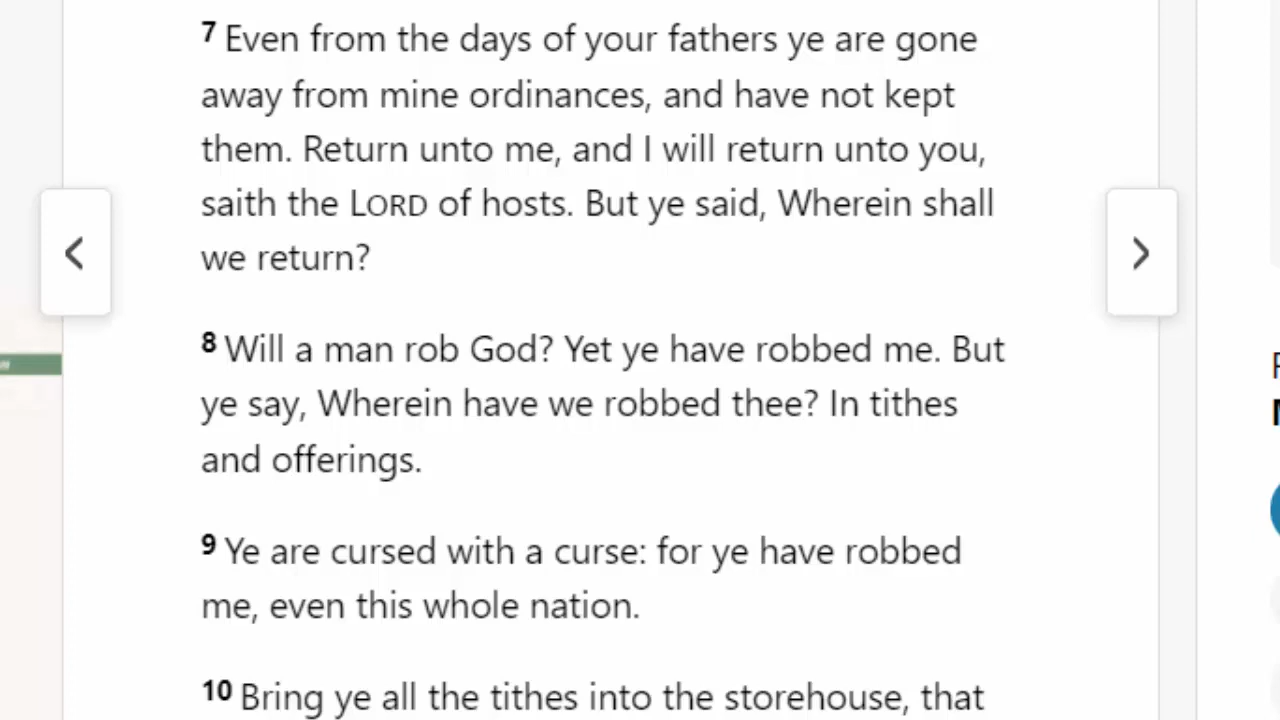 7 Even from the days of your fathers ye are gone
away from mine ordinances, and have not kept
them. Return unto me, and I will return unto you,
saith the LORD of hosts. But ye said, Wherein shall
we return?
8 Will a man rob God? Yet ye have robbed me. But
ye say, Wherein have we robbed thee? In tithes
and offerings.
9 Ye are cursed with a curse: for ye have robbed
me, even this whole nation.
10 Bring ye all the tithes into the storehouse, that